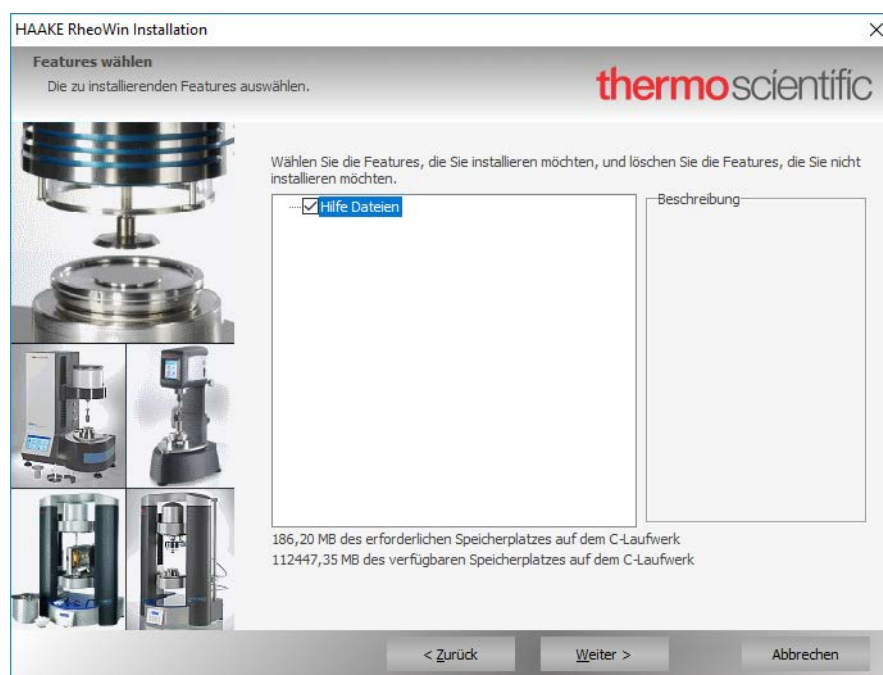 HAAKE RheoWin Installation
Features wählen
Die zu installierenden Features auswählen.
thermoscientific
Wählen Sie die Features, die Sie installieren möchten, und löschen Sie die Features, die Sie nicht
installieren möchten.
Hilfe Dateien
Beschreibung
186,20 MB des erforderlichen Speicherplatzes auf dem C-Laufwerk
112447,35 MB des verfügbaren Speicherplatzes auf dem C-Laufwerk
< Zurück
Weiter >
Abbrechen